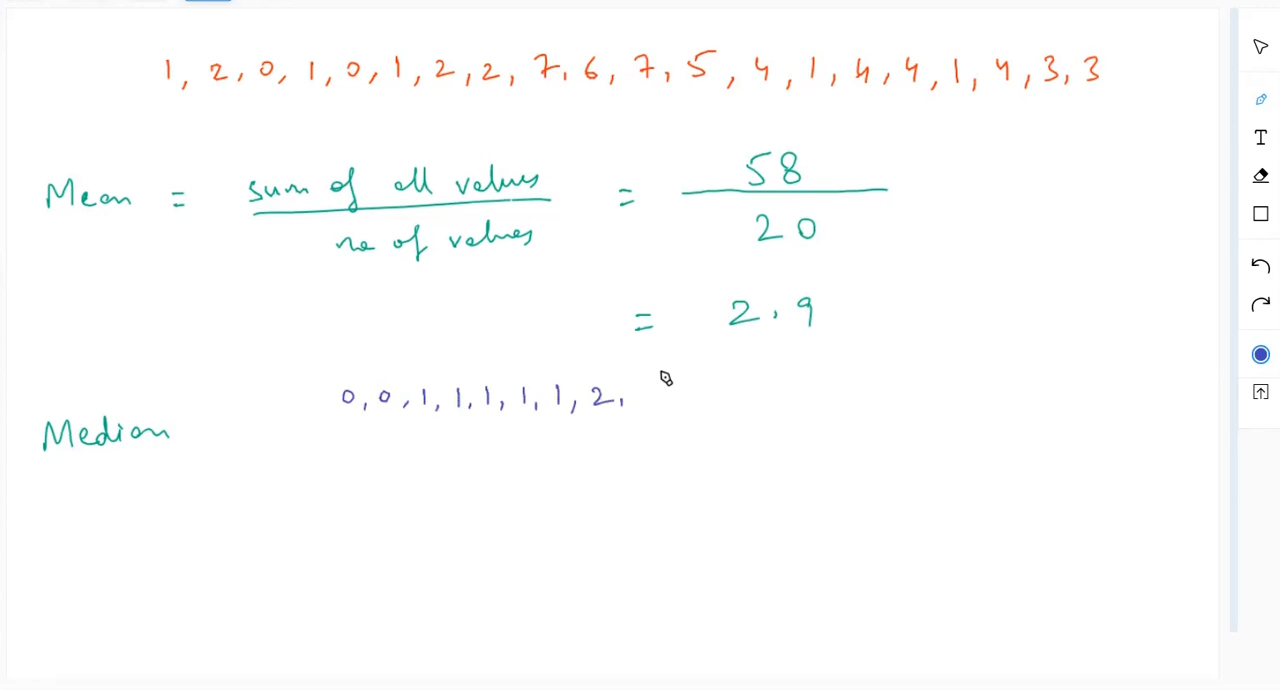 1, 2, 0, 1, 0, 1, 2, 2, 7, 6, 7, 5, 4, 1, 4, 4, 1, 4, 3, 3
Mean = sum of all values / no of values = 58 / 20
= 2.9
0, 0, 1, 1, 1, 1, 1, 2,
Median
T